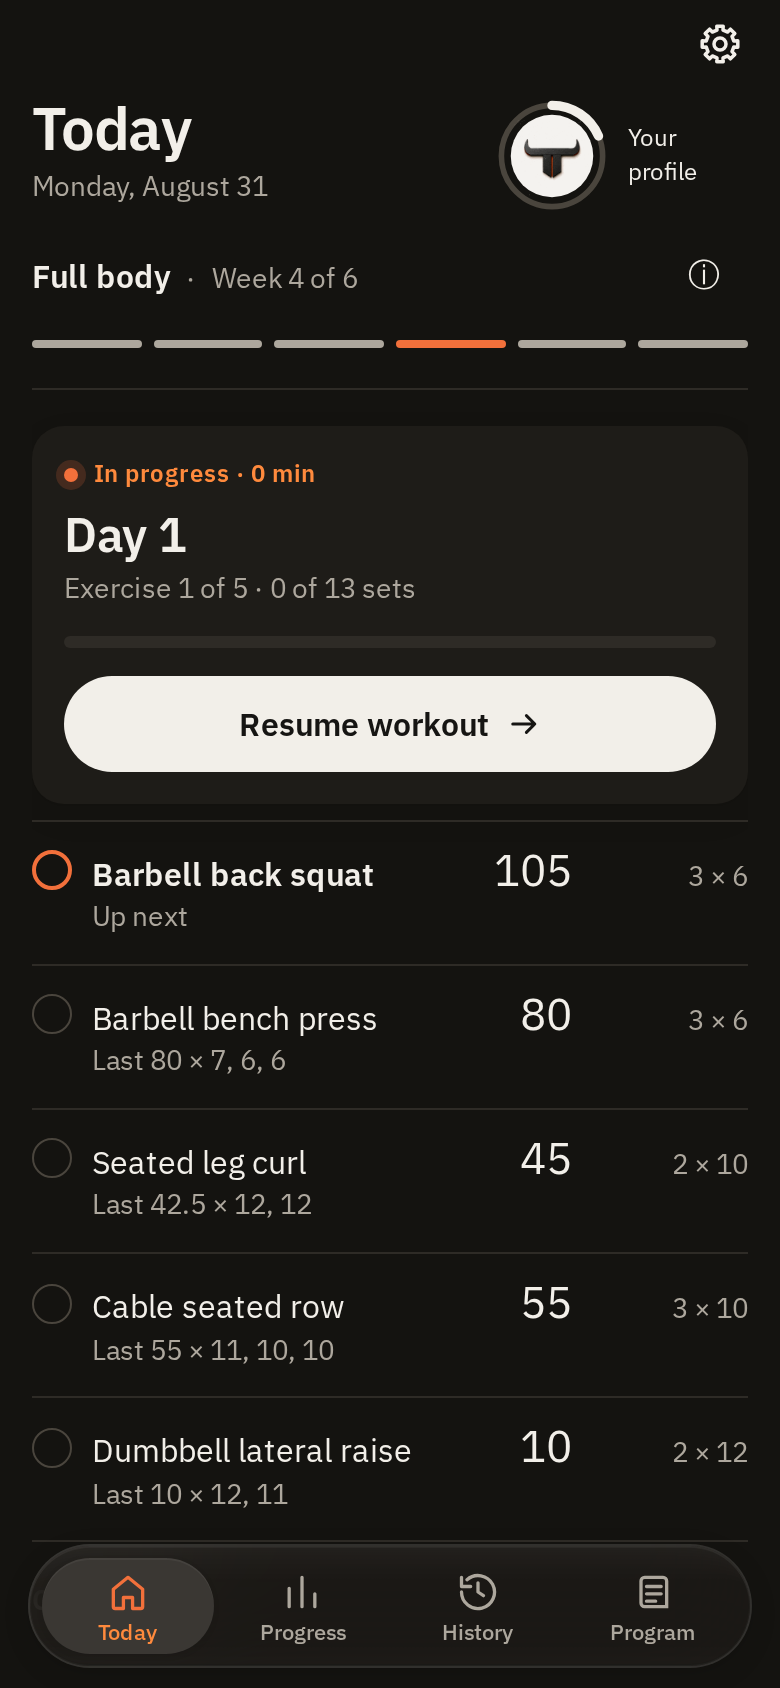 Today
Monday, August 31
Your
profile
Full body · Week 4 of 6
In progress · 0 min
Day 1
Exercise 1 of 5 · 0 of 13 sets
Resume workout →
Barbell back squat 105 3 × 6
Up next
Barbell bench press 80 3 × 6
Last 80 × 7, 6, 6
Seated leg curl 45 2 × 10
Last 42.5 × 12, 12
Cable seated row 55 3 × 10
Last 55 × 11, 10, 10
Dumbbell lateral raise 10 2 × 12
Last 10 × 12, 11
Today Progress History Program